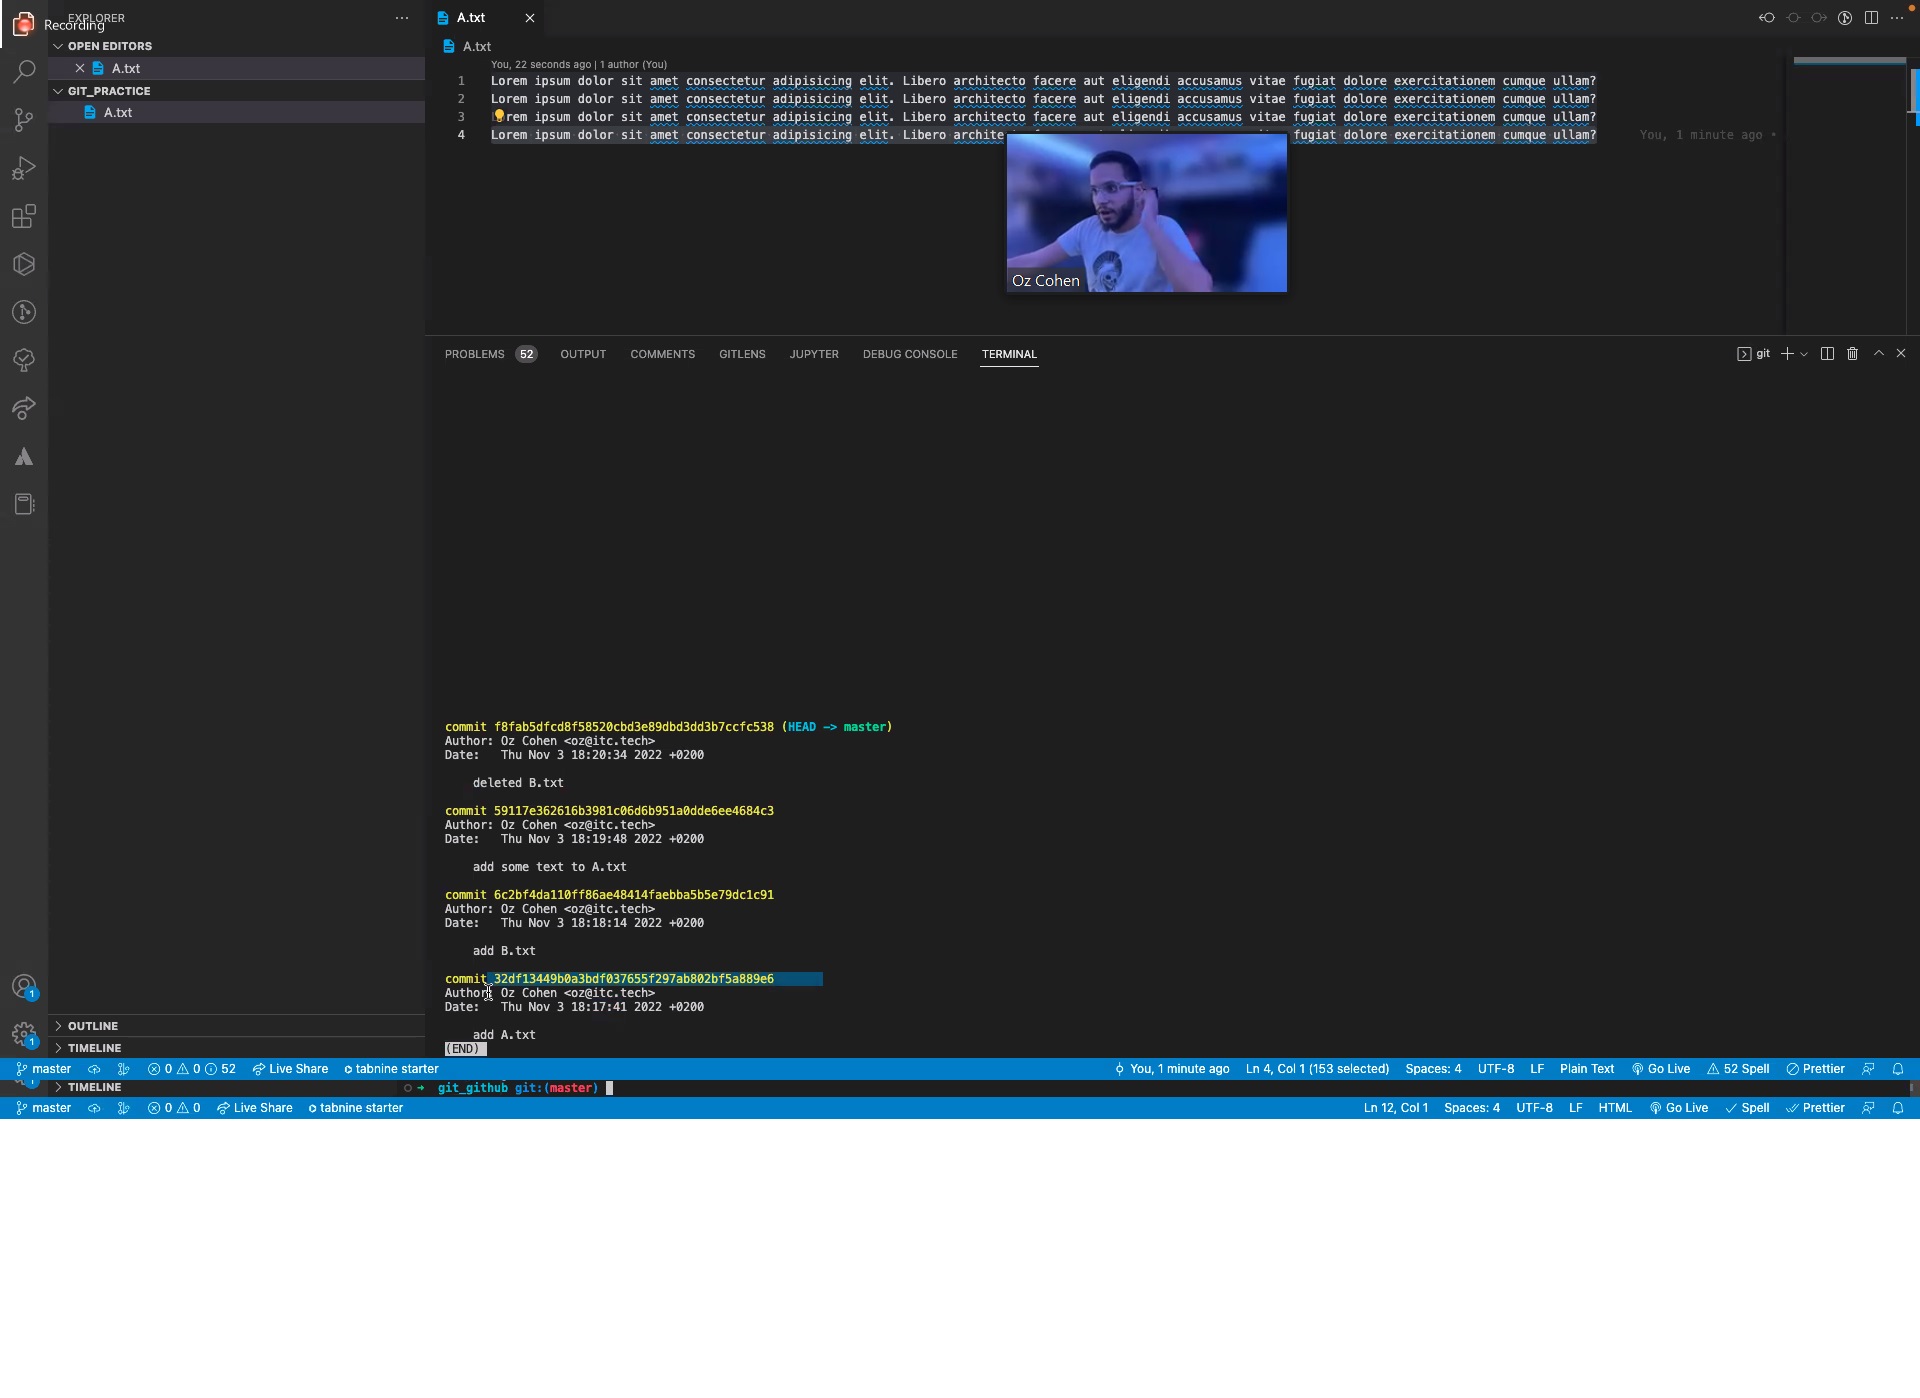 EXPLORER
Recording
OPEN EDITORS
A.txt
GIT_PRACTICE
A.txt
OUTLINE
TIMELINE
A.txt
A.txt
You, 22 seconds ago | 1 author (You)
1 Lorem ipsum dolor sit amet consectetur adipisicing elit. Libero architecto facere aut eligendi accusamus vitae fugiat dolore exercitationem cumque ullam?
2 Lorem ipsum dolor sit amet consectetur adipisicing elit. Libero architecto facere aut eligendi accusamus vitae fugiat dolore exercitationem cumque ullam?
3 rem ipsum dolor sit amet consectetur adipisicing elit. Libero architecto facere aut eligendi accusamus vitae fugiat dolore exercitationem cumque ullam?
4 Lorem ipsum dolor sit amet consectetur adipisicing elit. Libero archite fugiat dolore exercitationem cumque ullam? You, 1 minute ago •
Oz Cohen
PROBLEMS 52 OUTPUT COMMENTS GITLENS JUPYTER DEBUG CONSOLE TERMINAL git
commit f8fab5dfcd8f58520cbd3e89dbd3dd3b7ccfc538 (HEAD -> master)
Author: Oz Cohen <oz@itc.tech>
Date: Thu Nov 3 18:20:34 2022 +0200
deleted B.txt
commit 59117e362616b3981c06d6b951a0dde6ee4684c3
Author: Oz Cohen <oz@itc.tech>
Date: Thu Nov 3 18:19:48 2022 +0200
add some text to A.txt
commit 6c2bf4da110ff86ae48414faebba5b5e79dc1c91
Author: Oz Cohen <oz@itc.tech>
Date: Thu Nov 3 18:18:14 2022 +0200
add B.txt
commit 32df13449b0a3bdf037655f297ab802bf5a889e6
Author: Oz Cohen <oz@itc.tech>
Date: Thu Nov 3 18:17:41 2022 +0200
add A.txt
(END)
1
1
master 0 0 52 Live Share tabnine starter You, 1 minute ago Ln 4, Col 1 (153 selected) Spaces: 4 UTF-8 LF Plain Text Go Live 52 Spell Prettier
TIMELINE git_github git:(master)
master 0 0 Live Share tabnine starter Ln 12, Col 1 Spaces: 4 UTF-8 LF HTML Go Live Spell Prettier